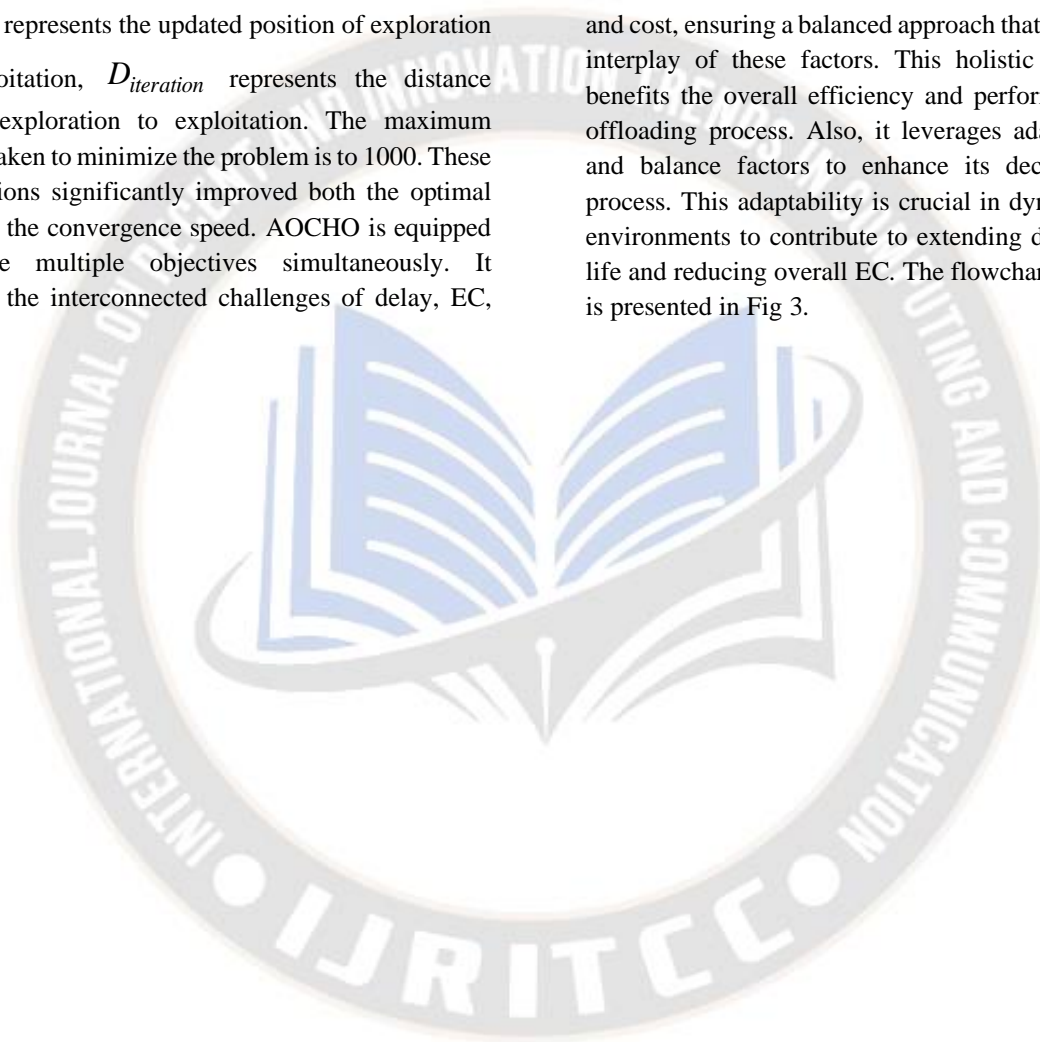 represents the updated position of exploration
oitation, D_iteration represents the distance
exploration to exploitation. The maximum
aken to minimize the problem is to 1000. These
ions significantly improved both the optimal
the convergence speed. AOCHO is equipped
e multiple objectives simultaneously. It
the interconnected challenges of delay, EC,
and cost, ensuring a balanced approach that
interplay of these factors. This holistic
benefits the overall efficiency and perfor
offloading process. Also, it leverages ada
and balance factors to enhance its dec
process. This adaptability is crucial in dyn
environments to contribute to extending d
life and reducing overall EC. The flowchar
is presented in Fig 3.
INTERNATIONAL JOURNAL ON RECENT AND INNOVATION TRENDS IN COMPUTING AND COMMUNICATION
IJRITCC